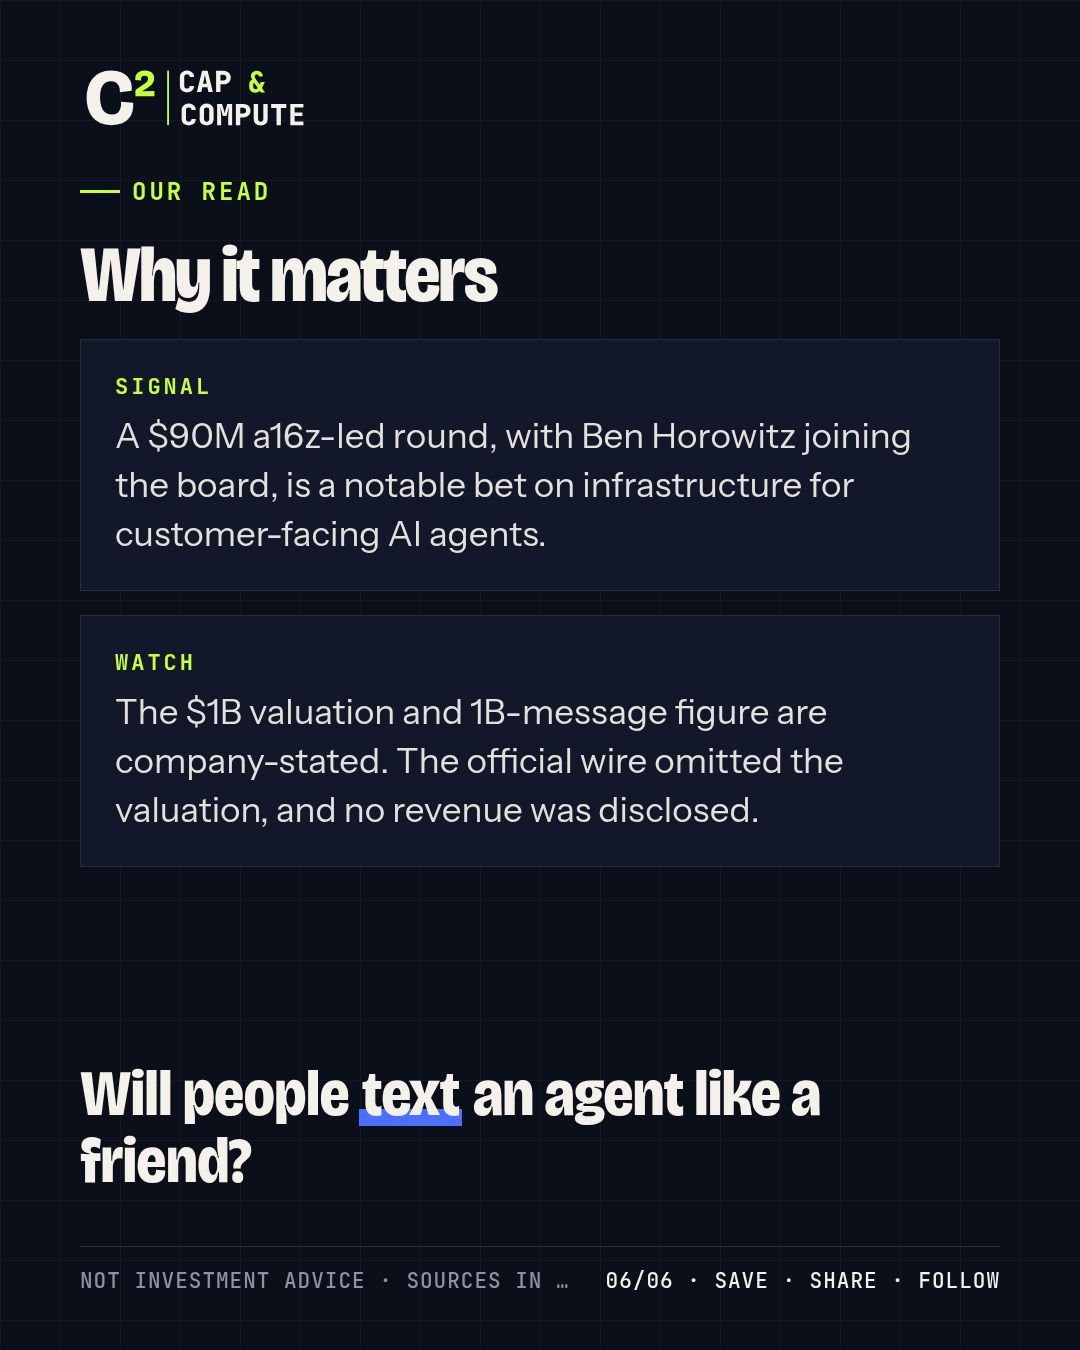 C² CAP &
COMPUTE
OUR READ
Why it matters
SIGNAL
A $90M a16z-led round, with Ben Horowitz joining
the board, is a notable bet on infrastructure for
customer-facing AI agents.
WATCH
The $1B valuation and 1B-message figure are
company-stated. The official wire omitted the
valuation, and no revenue was disclosed.
Will people text an agent like a
friend?
NOT INVESTMENT ADVICE · SOURCES IN … 06/06 · SAVE · SHARE · FOLLOW